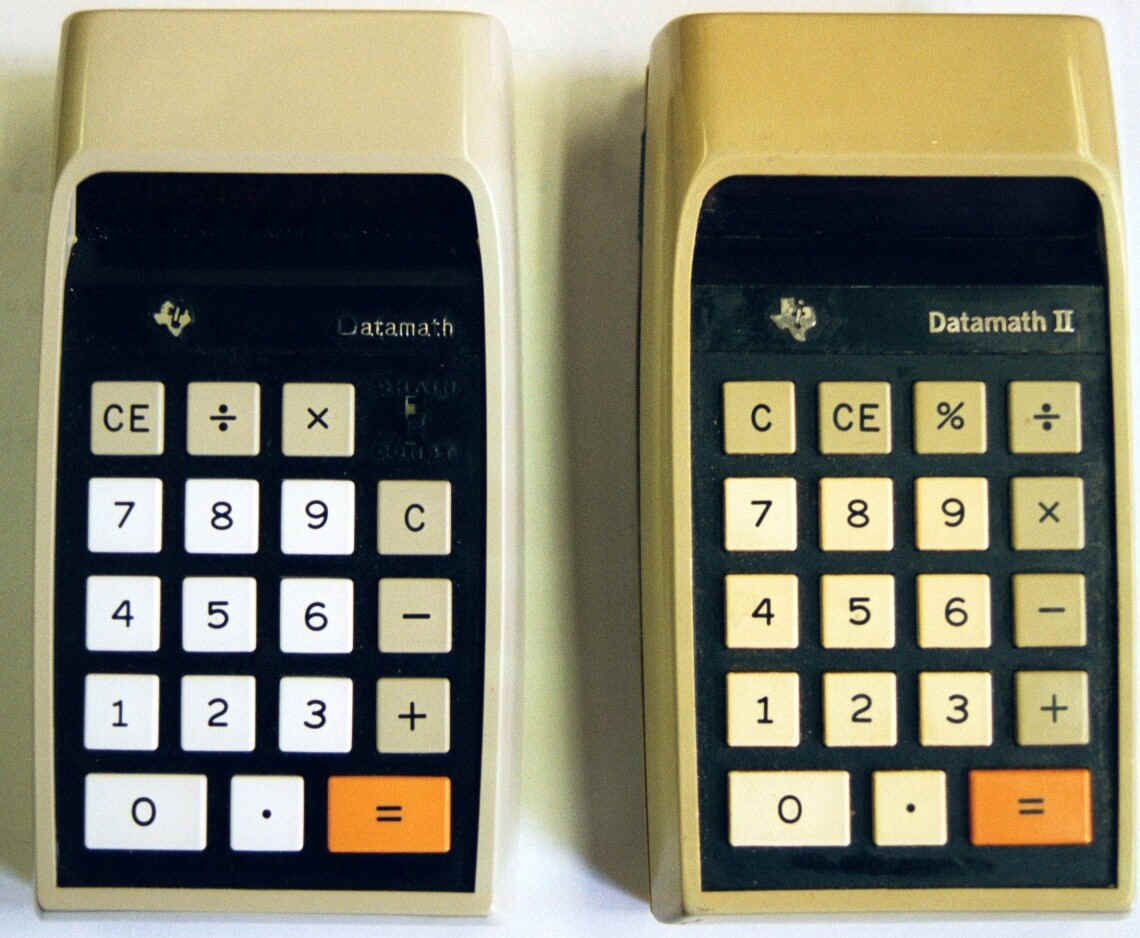 Datamath
CE ÷ ×
7 8 9 C
4 5 6 −
1 2 3 +
0 . =
Datamath II
C CE % ÷
7 8 9 ×
4 5 6 −
1 2 3 +
0 . =